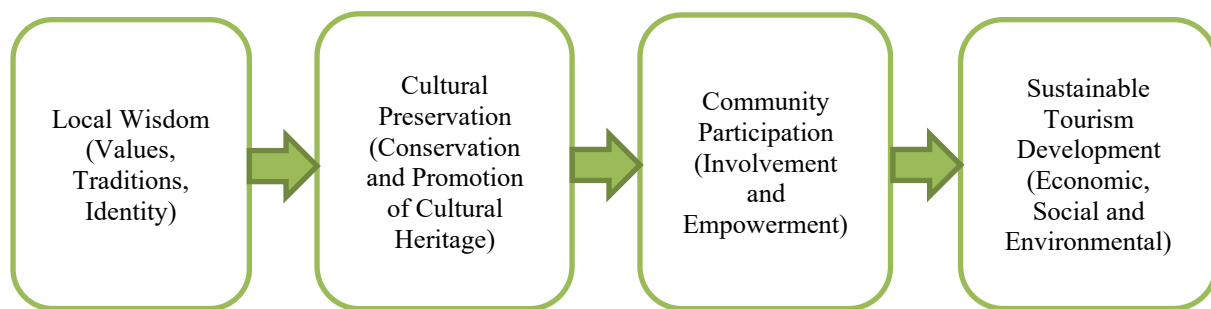 Local Wisdom
(Values,
Traditions,
Identity)
Cultural
Preservation
(Conservation
and Promotion
of Cultural
Heritage)
Community
Participation
(Involvement
and
Empowerment)
Sustainable
Tourism
Development
(Economic,
Social and
Environmental)